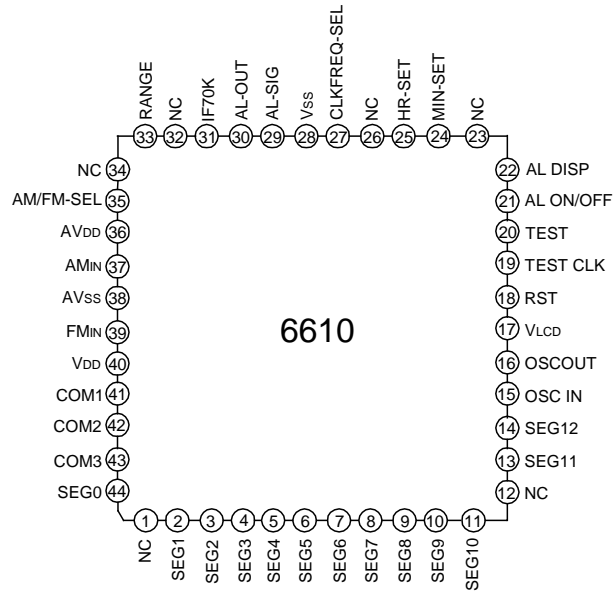 RANGE
NC
IF70K
AL-OUT
AL-SIG
VSS
CLKFREQ-SEL
NC
HR-SET
MIN-SET
NC
33 32 31 30 29 28 27 26 25 24 23
NC 34
AM/FM-SEL 35
AVDD 36
AMIN 37
AVSS 38
FMIN 39
VDD 40
COM1 41
COM2 42
COM3 43
SEG0 44
6610
22 AL DISP
21 AL ON/OFF
20 TEST
19 TEST CLK
18 RST
17 VLCD
16 OSCOUT
15 OSC IN
14 SEG12
13 SEG11
12 NC
1 2 3 4 5 6 7 8 9 10 11
NC
SEG1
SEG2
SEG3
SEG4
SEG5
SEG6
SEG7
SEG8
SEG9
SEG10